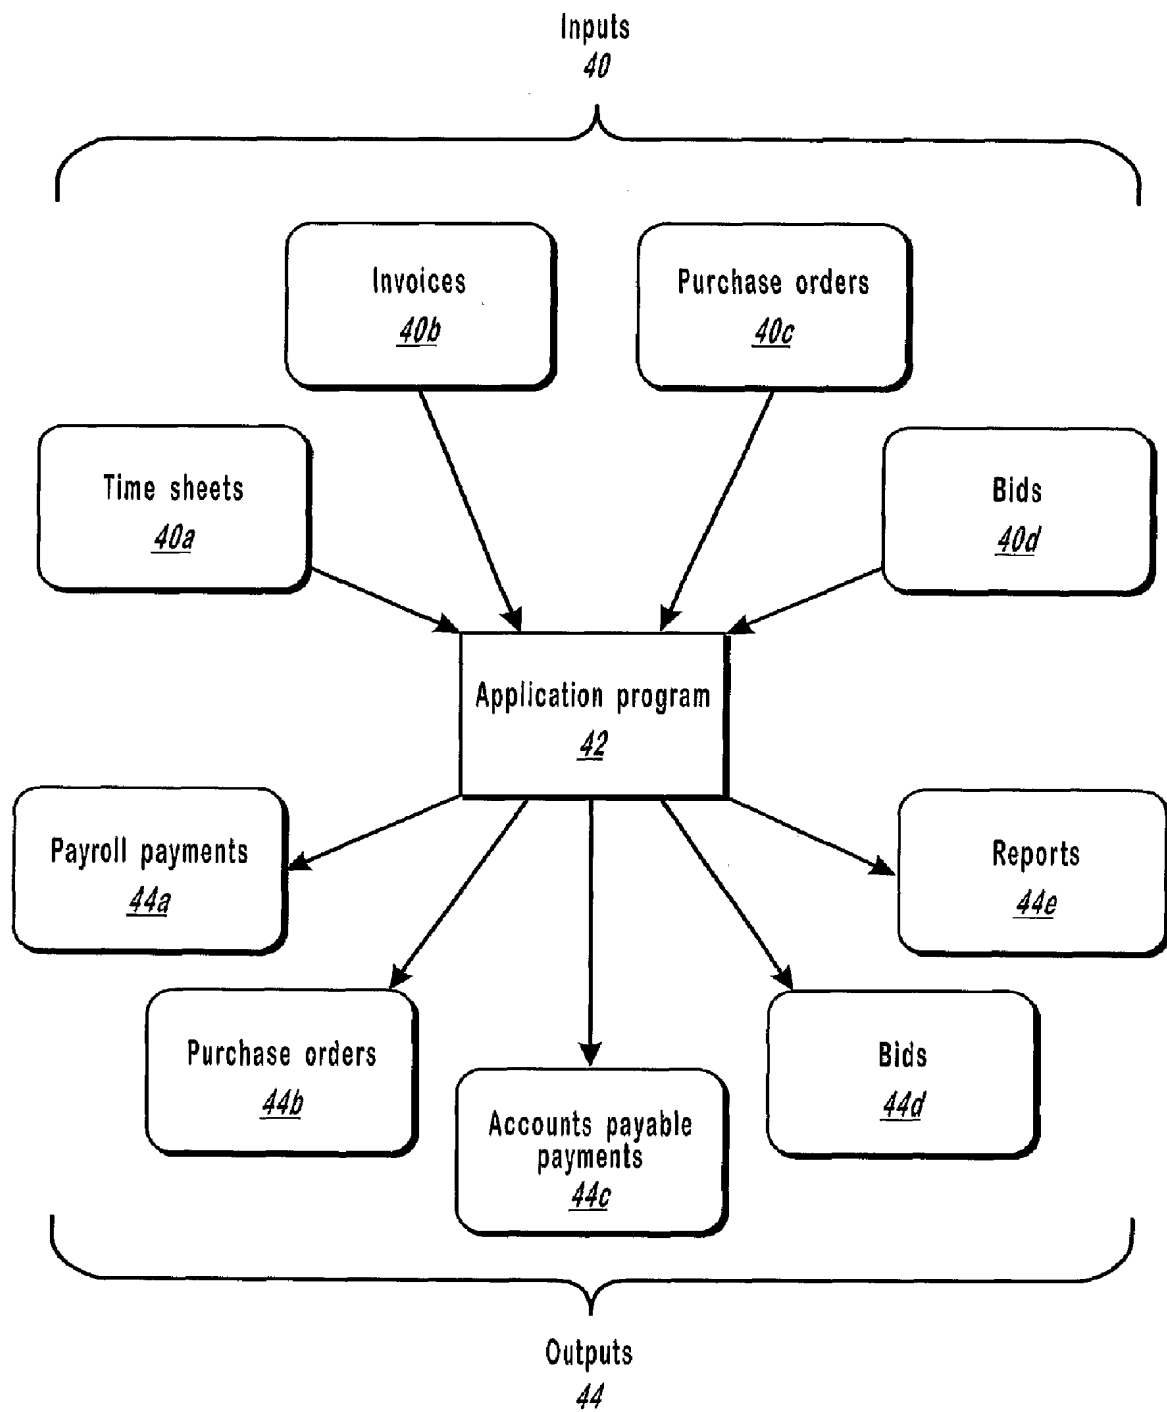 Inputs
40
Invoices
40b
Purchase orders
40c
Time sheets
40a
Bids
40d
Application program
42
Payroll payments
44a
Reports
44e
Purchase orders
44b
Bids
44d
Accounts payable
payments
44c
Outputs
44